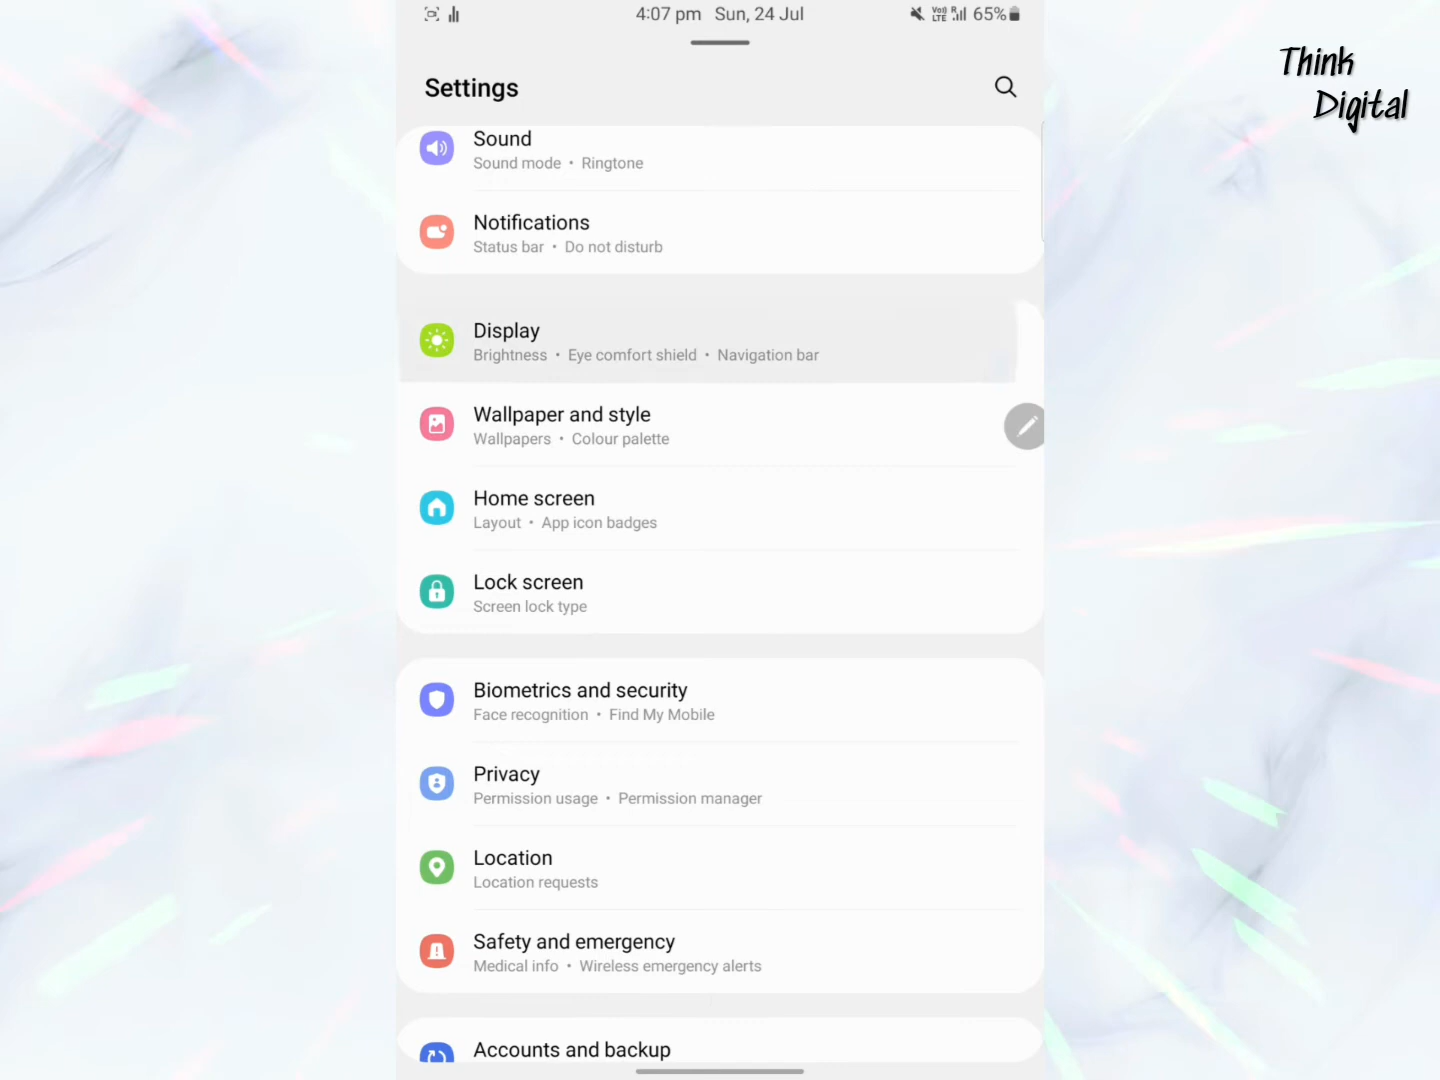 4:07 pm Sun, 24 Jul
Vo) LTE R 65%
Think
Digital
Settings
Sound
Sound mode • Ringtone
Notifications
Status bar • Do not disturb
Display
Brightness • Eye comfort shield • Navigation bar
Wallpaper and style
Wallpapers • Colour palette
Home screen
Layout • App icon badges
Lock screen
Screen lock type
Biometrics and security
Face recognition • Find My Mobile
Privacy
Permission usage • Permission manager
Location
Location requests
Safety and emergency
Medical info • Wireless emergency alerts
Accounts and backup